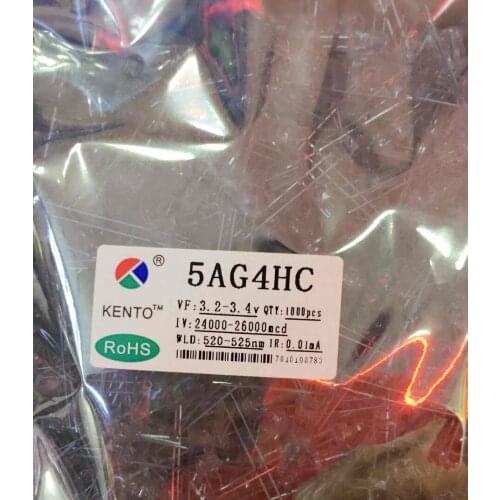 ®
5AG4HC
KENTO™
VF: 3.2-3.4v QTY: 1000pcs
IV: 24000-26000mcd
WLD: 520-525nm IR: 0.01mA
RoHS